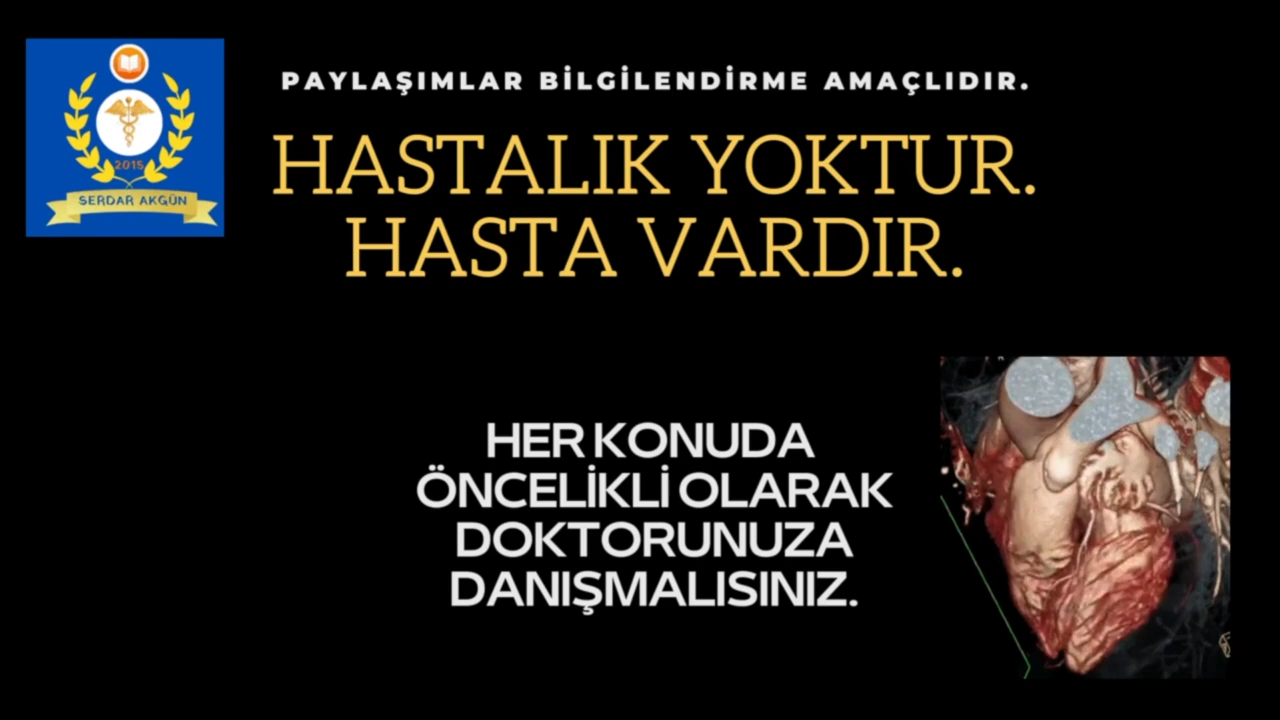 PAYLAŞIMLAR BİLGİLENDİRME AMAÇLIDIR.
HASTALIK YOKTUR.
HASTA VARDIR.
2015
SERDAR AKGÜN
HER KONUDA
ÖNCELİKLİ OLARAK
DOKTORUNUZA
DANIŞMALISINIZ.